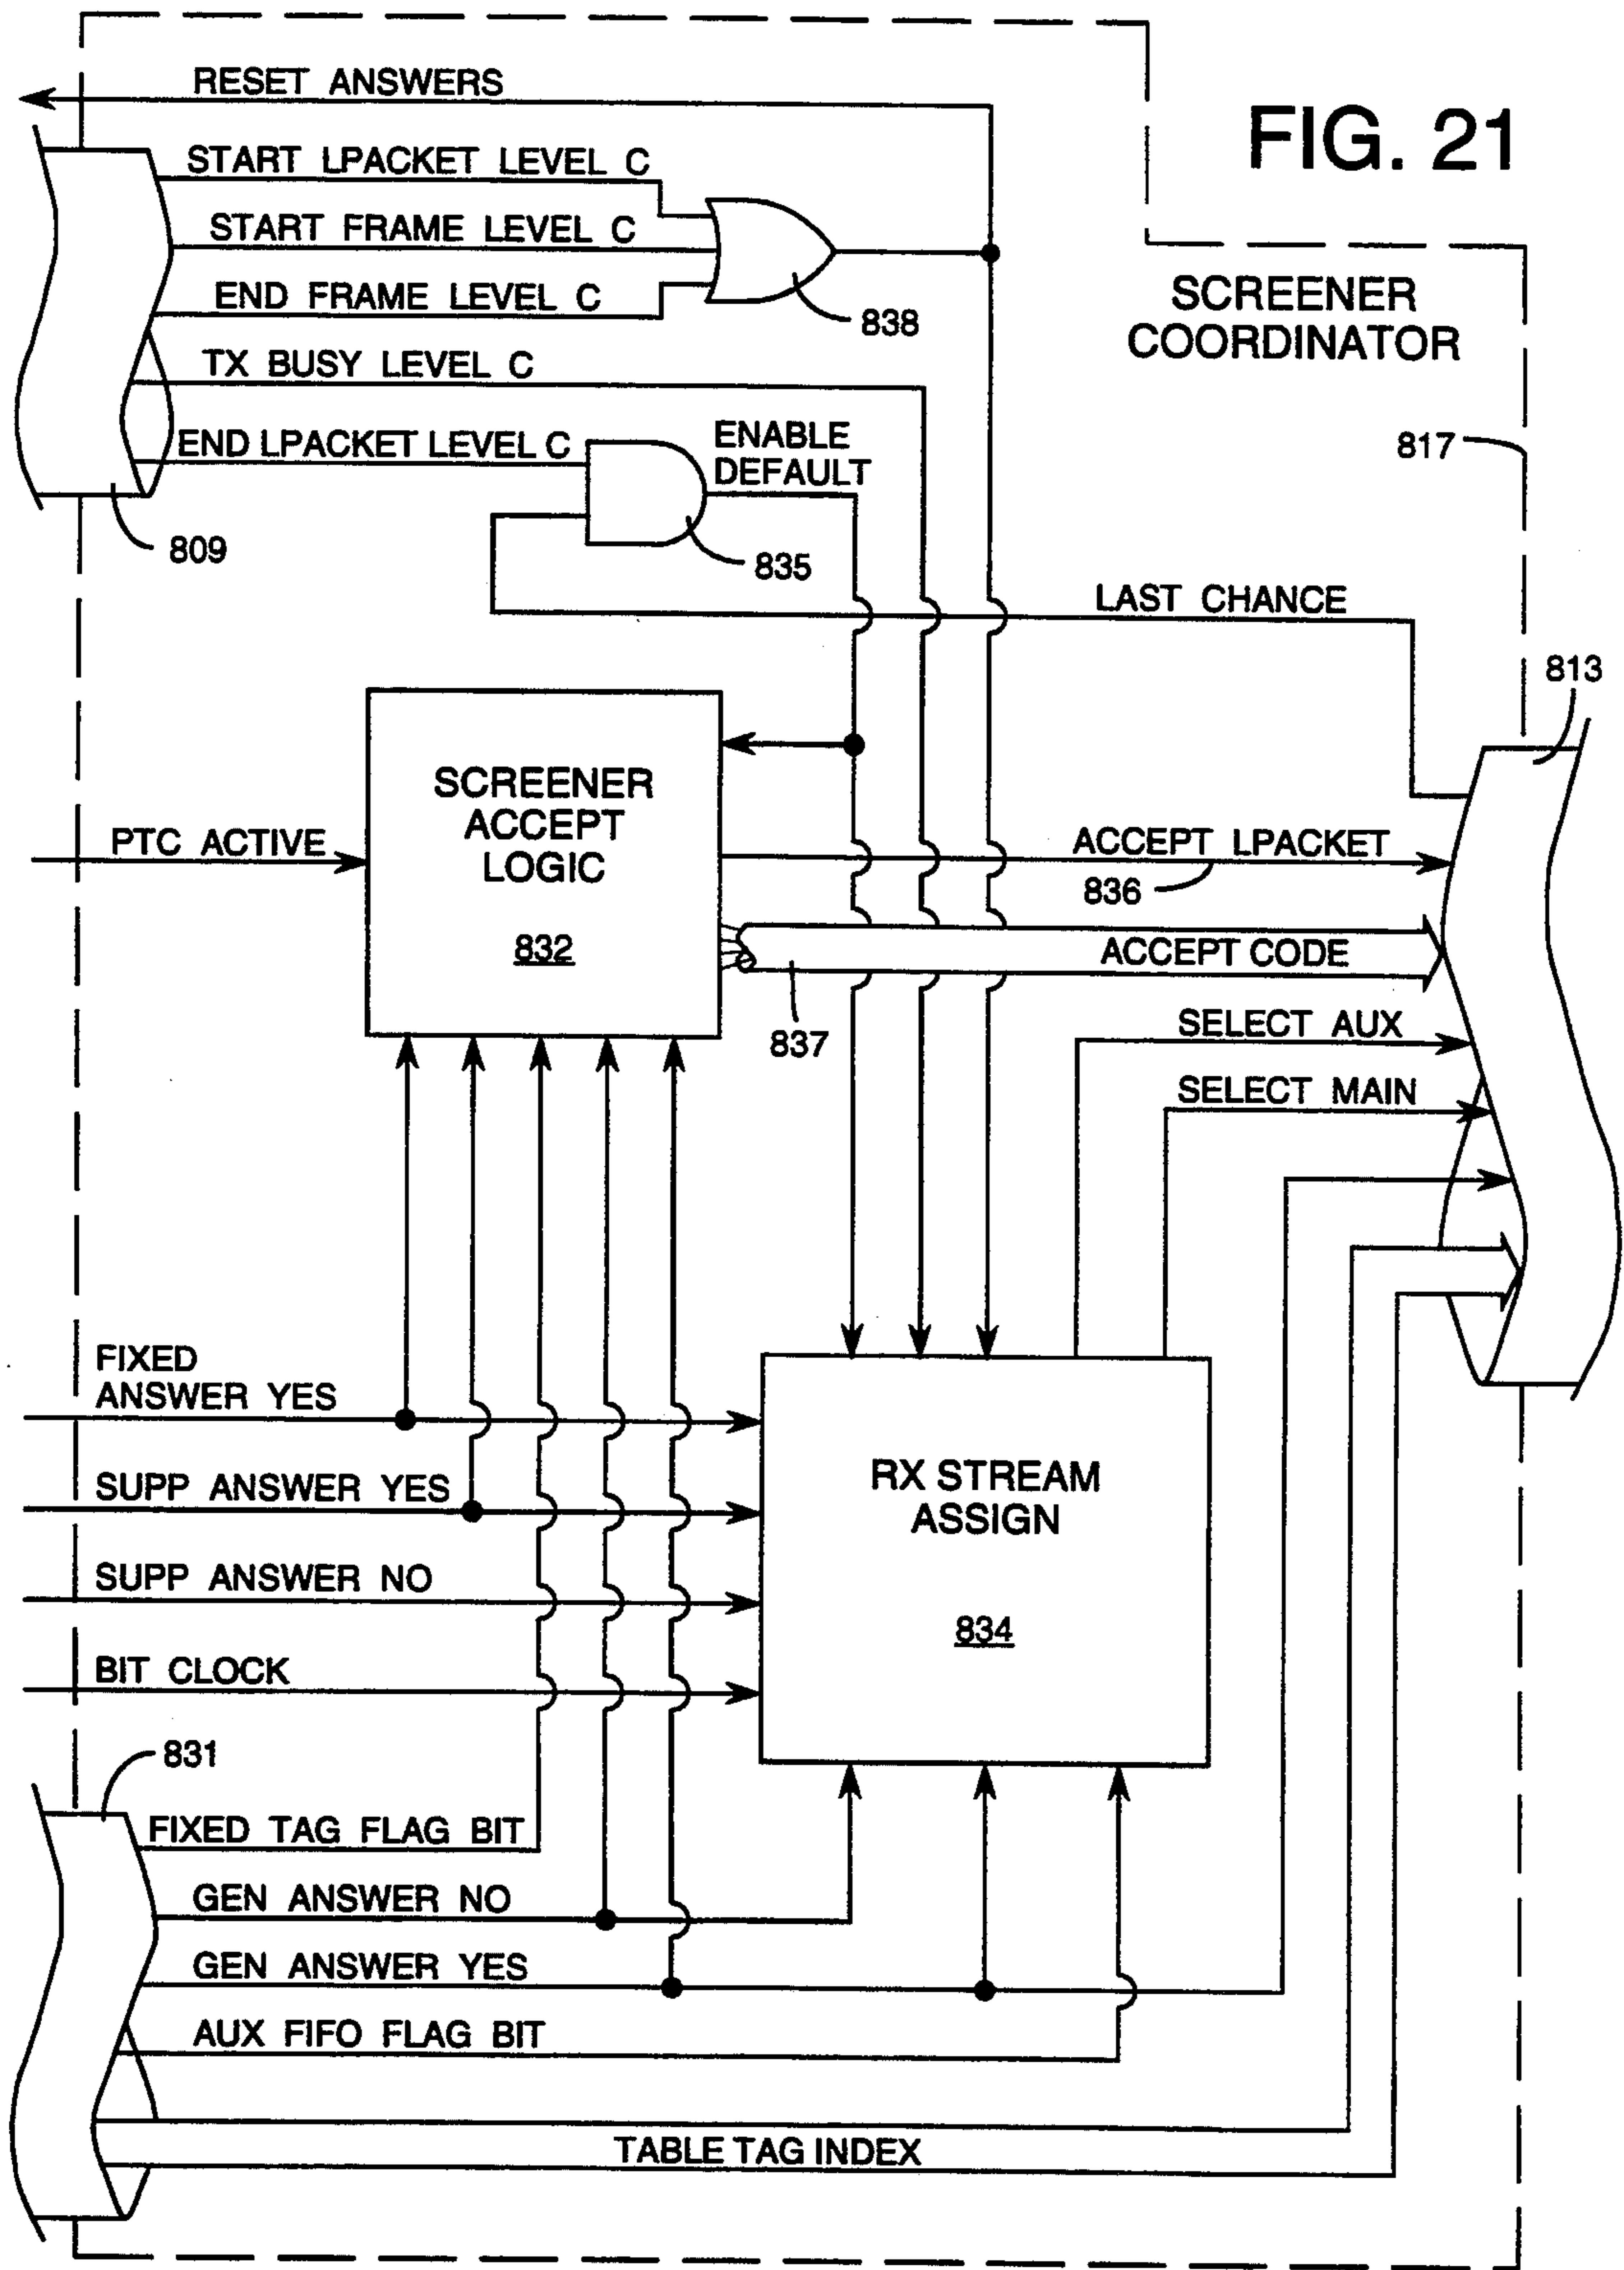 FIG. 21
RESET ANSWERS
START LPACKET LEVEL C
START FRAME LEVEL C
END FRAME LEVEL C
838
SCREENER
COORDINATOR
TX BUSY LEVEL C
END LPACKET LEVEL C
ENABLE
DEFAULT
817
809
835
LAST CHANCE
813
SCREENER
ACCEPT
LOGIC
832
PTC ACTIVE
ACCEPT LPACKET
836
ACCEPT CODE
837
SELECT AUX
SELECT MAIN
FIXED
ANSWER YES
SUPP ANSWER YES
RX STREAM
ASSIGN
834
SUPP ANSWER NO
BIT CLOCK
831
FIXED TAG FLAG BIT
GEN ANSWER NO
GEN ANSWER YES
AUX FIFO FLAG BIT
TABLE TAG INDEX